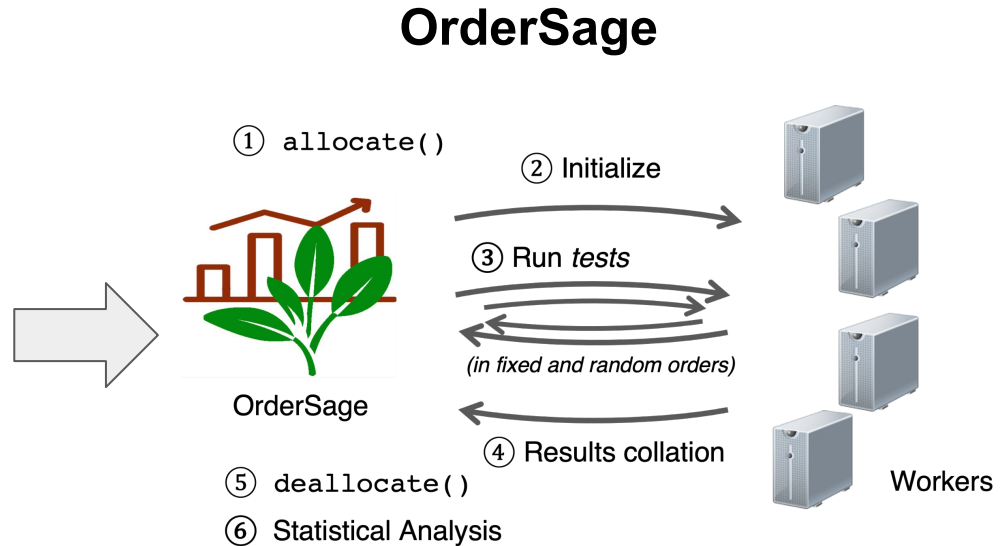 OrderSage
① allocate()
② Initialize
③ Run tests
(in fixed and random orders)
OrderSage
④ Results collation
⑤ deallocate()
Workers
⑥ Statistical Analysis